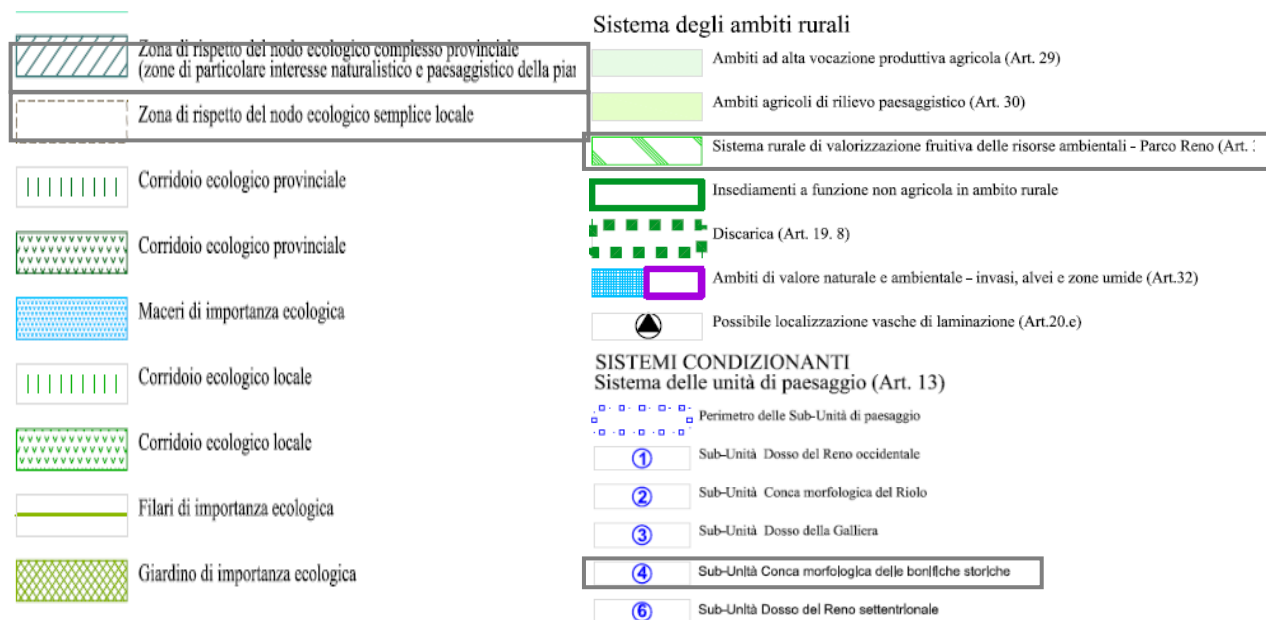 Zona di rispetto del nodo ecologico complesso provinciale
(zone di particolare interesse naturalistico e paesaggistico della pian
Zona di rispetto del nodo ecologico semplice locale
Corridoio ecologico provinciale
Corridoio ecologico provinciale
Maceri di importanza ecologica
Corridoio ecologico locale
Corridoio ecologico locale
Filari di importanza ecologica
Giardino di importanza ecologica
Sistema degli ambiti rurali
Ambiti ad alta vocazione produttiva agricola (Art. 29)
Ambiti agricoli di rilievo paesaggistico (Art. 30)
Sistema rurale di valorizzazione fruitiva delle risorse ambientali - Parco Reno (Art.
Insediamenti a funzione non agricola in ambito rurale
Discarica (Art. 19. 8)
Ambiti di valore naturale e ambientale - invasi, alvei e zone umide (Art.32)
Possibile localizzazione vasche di laminazione (Art.20.e)
SISTEMI CONDIZIONANTI
Sistema delle unità di paesaggio (Art. 13)
Perimetro delle Sub-Unità di paesaggio
1 Sub-Unità Dosso del Reno occidentale
2 Sub-Unità Conca morfologica del Riolo
3 Sub-Unità Dosso della Galliera
4 Sub-Unità Conca morfologica delle bonifiche storiche
6 Sub-Unità Dosso del Reno settentrionale